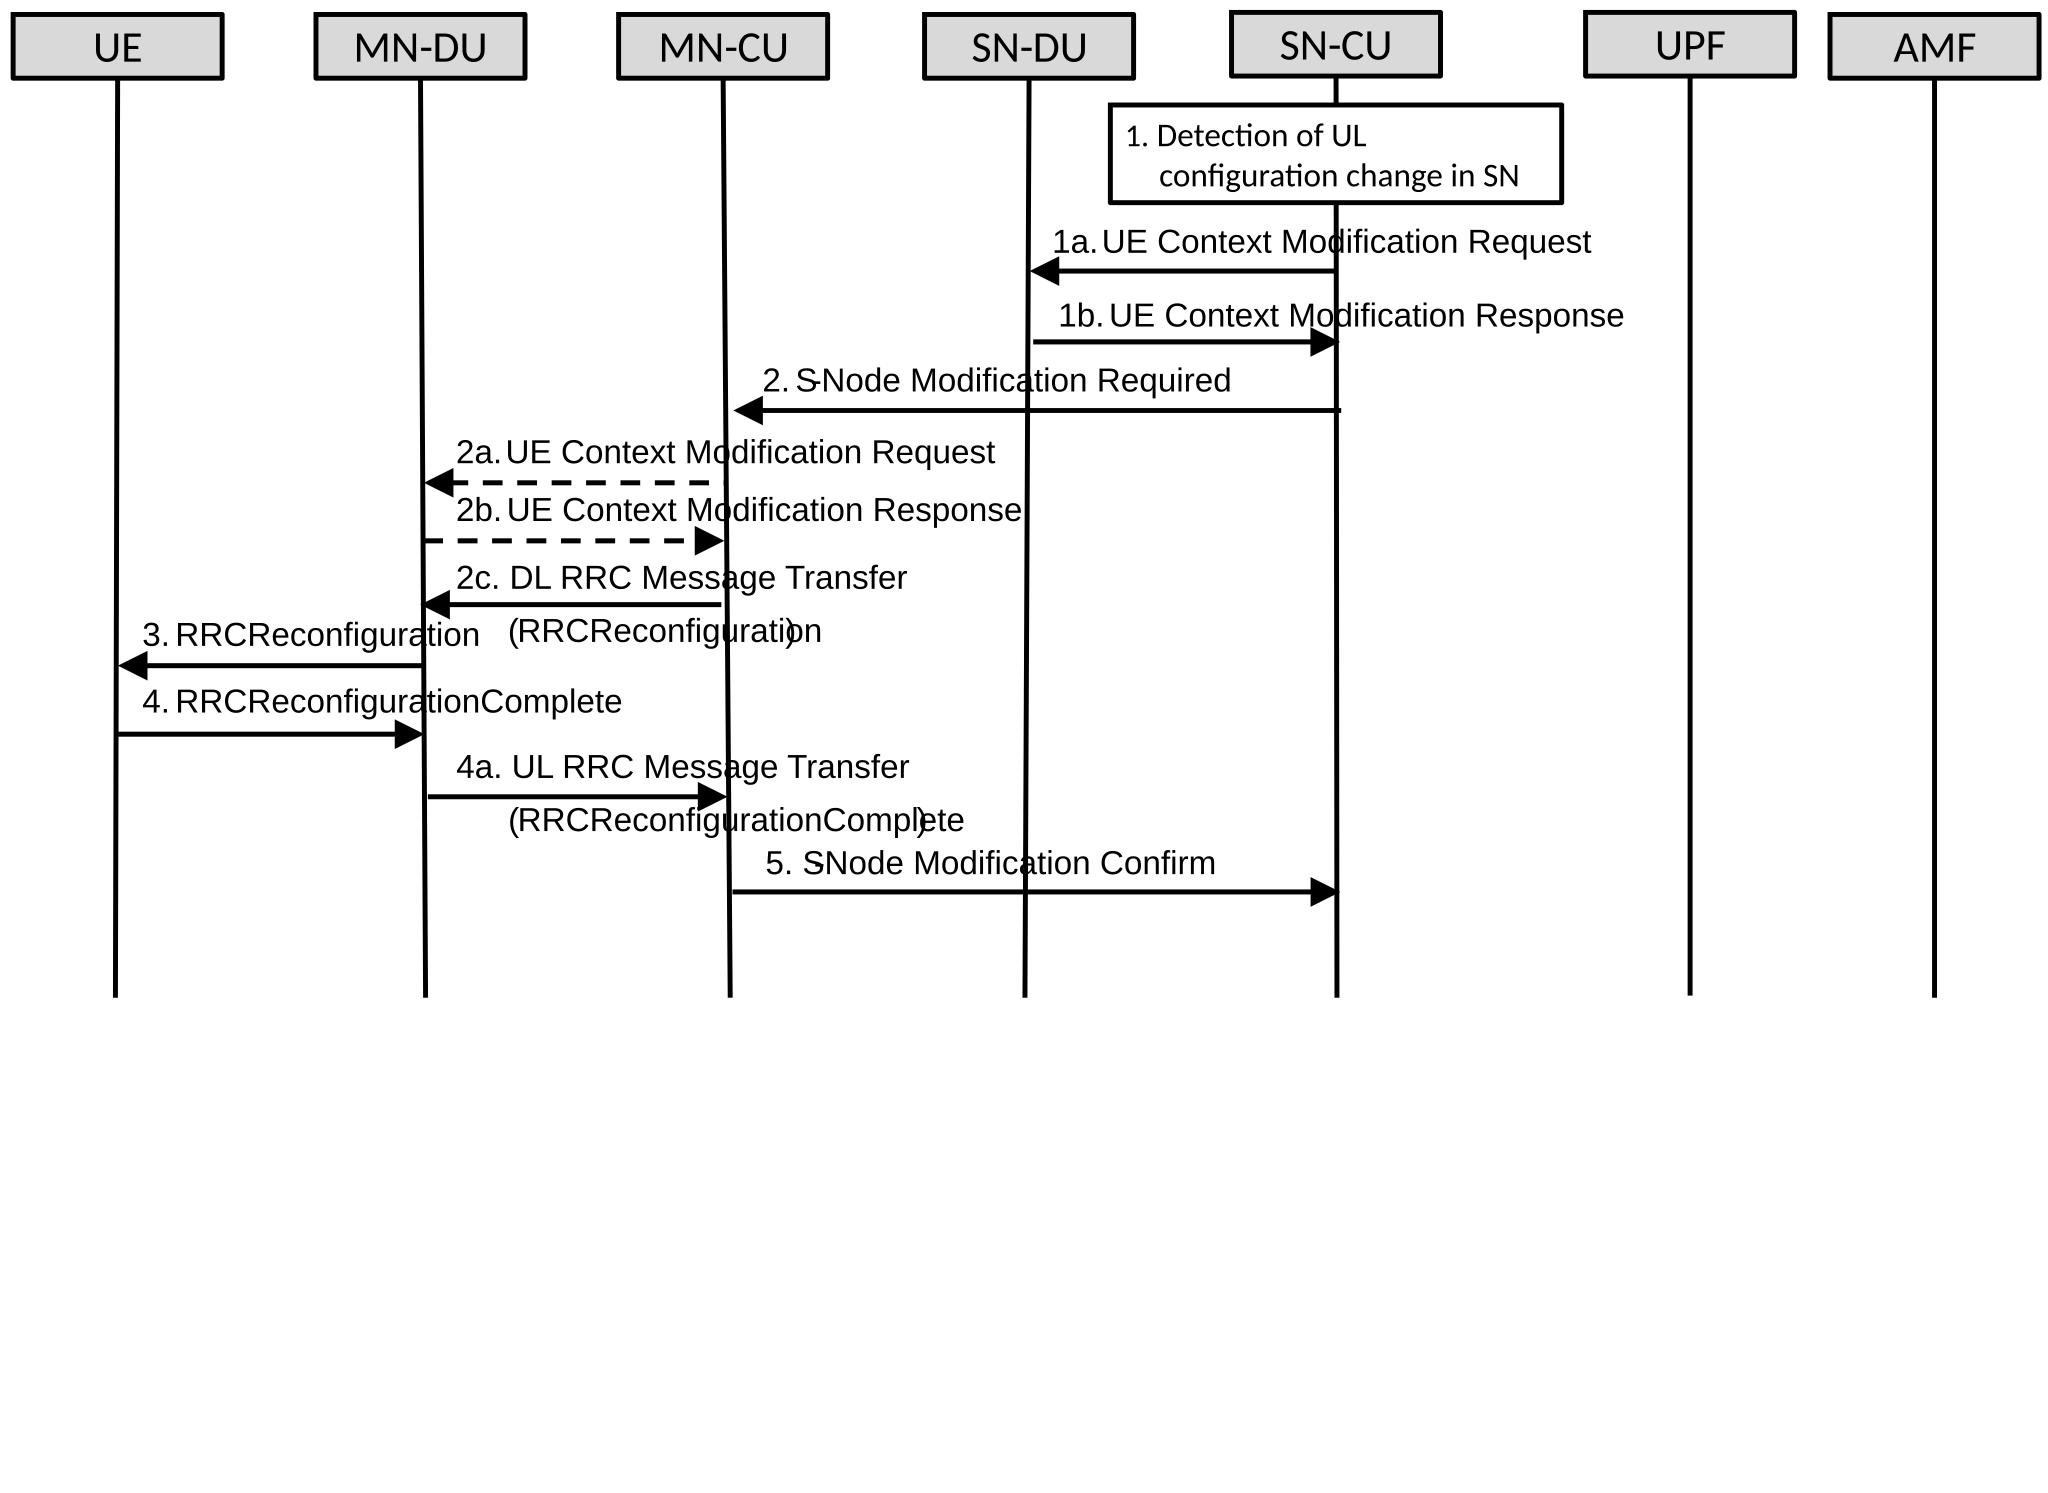 UE
MN-DU
MN-CU
SN-DU
SN-CU
UPF
AMF
1. Detection of UL
configuration change in SN
1a. UE Context Modification Request
1b. UE Context Modification Response
2. S-Node Modification Required
2a. UE Context Modification Request
2b. UE Context Modification Response
2c. DL RRC Message Transfer
(RRCReconfiguration)
3. RRCReconfiguration
4. RRCReconfigurationComplete
4a. UL RRC Message Transfer
(RRCReconfigurationComplete)
5. S-Node Modification Confirm